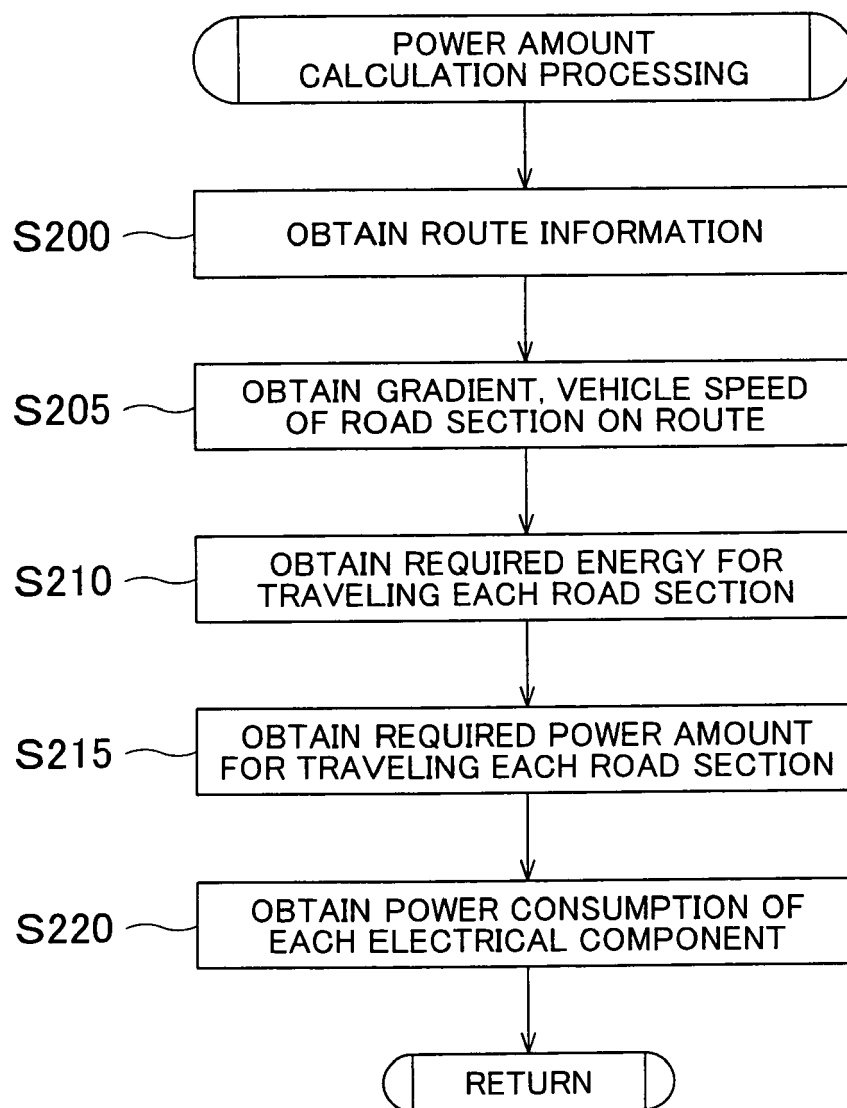 POWER AMOUNT
CALCULATION PROCESSING
S200
OBTAIN ROUTE INFORMATION
S205
OBTAIN GRADIENT, VEHICLE SPEED
OF ROAD SECTION ON ROUTE
S210
OBTAIN REQUIRED ENERGY FOR
TRAVELING EACH ROAD SECTION
S215
OBTAIN REQUIRED POWER AMOUNT
FOR TRAVELING EACH ROAD SECTION
S220
OBTAIN POWER CONSUMPTION OF
EACH ELECTRICAL COMPONENT
RETURN